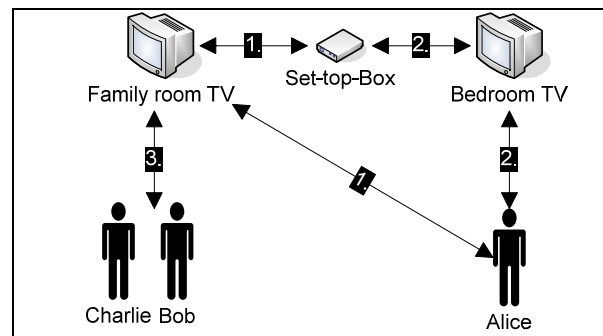 1.
2.
Set-top-Box
Family room TV
Bedroom TV
3.
1.
2.
Charlie Bob
Alice